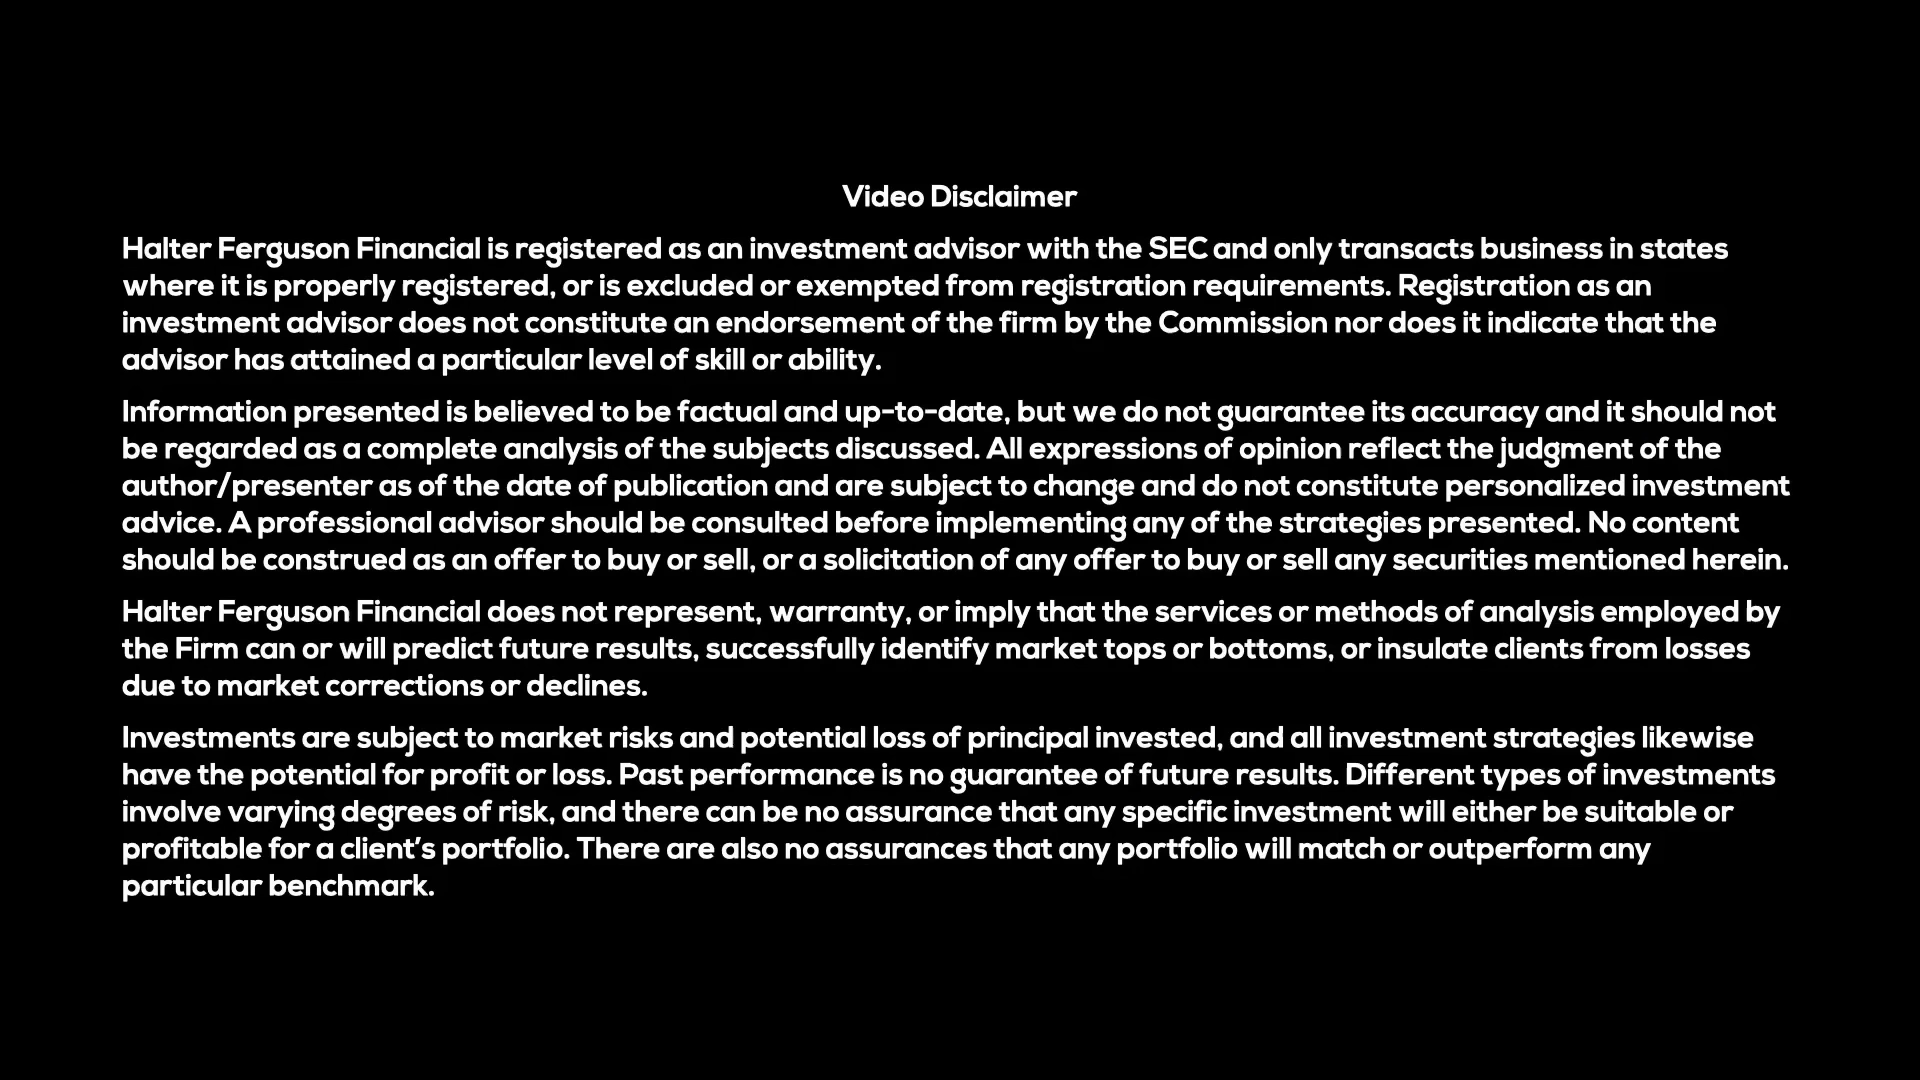 Video Disclaimer
Halter Ferguson Financial is registered as an investment advisor with the SEC and only transacts business in states
where it is properly registered, or is excluded or exempted from registration requirements. Registration as an
investment advisor does not constitute an endorsement of the firm by the Commission nor does it indicate that the
advisor has attained a particular level of skill or ability.
Information presented is believed to be factual and up-to-date, but we do not guarantee its accuracy and it should not
be regarded as a complete analysis of the subjects discussed. All expressions of opinion reflect the judgment of the
author/presenter as of the date of publication and are subject to change and do not constitute personalized investment
advice. A professional advisor should be consulted before implementing any of the strategies presented. No content
should be construed as an offer to buy or sell, or a solicitation of any offer to buy or sell any securities mentioned herein.
Halter Ferguson Financial does not represent, warranty, or imply that the services or methods of analysis employed by
the Firm can or will predict future results, successfully identify market tops or bottoms, or insulate clients from losses
due to market corrections or declines.
Investments are subject to market risks and potential loss of principal invested, and all investment strategies likewise
have the potential for profit or loss. Past performance is no guarantee of future results. Different types of investments
involve varying degrees of risk, and there can be no assurance that any specific investment will either be suitable or
profitable for a client's portfolio. There are also no assurances that any portfolio will match or outperform any
particular benchmark.